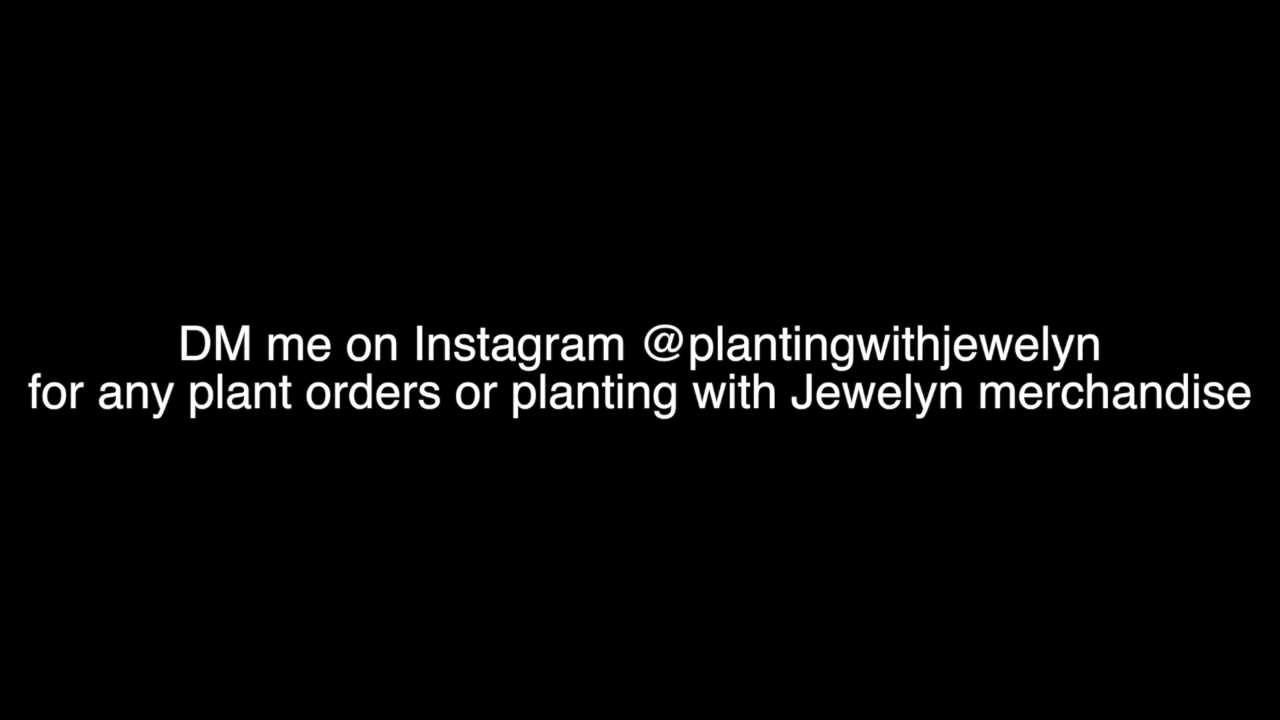 DM me on Instagram @plantingwithjewelyn
for any plant orders or planting with Jewelyn merchandise